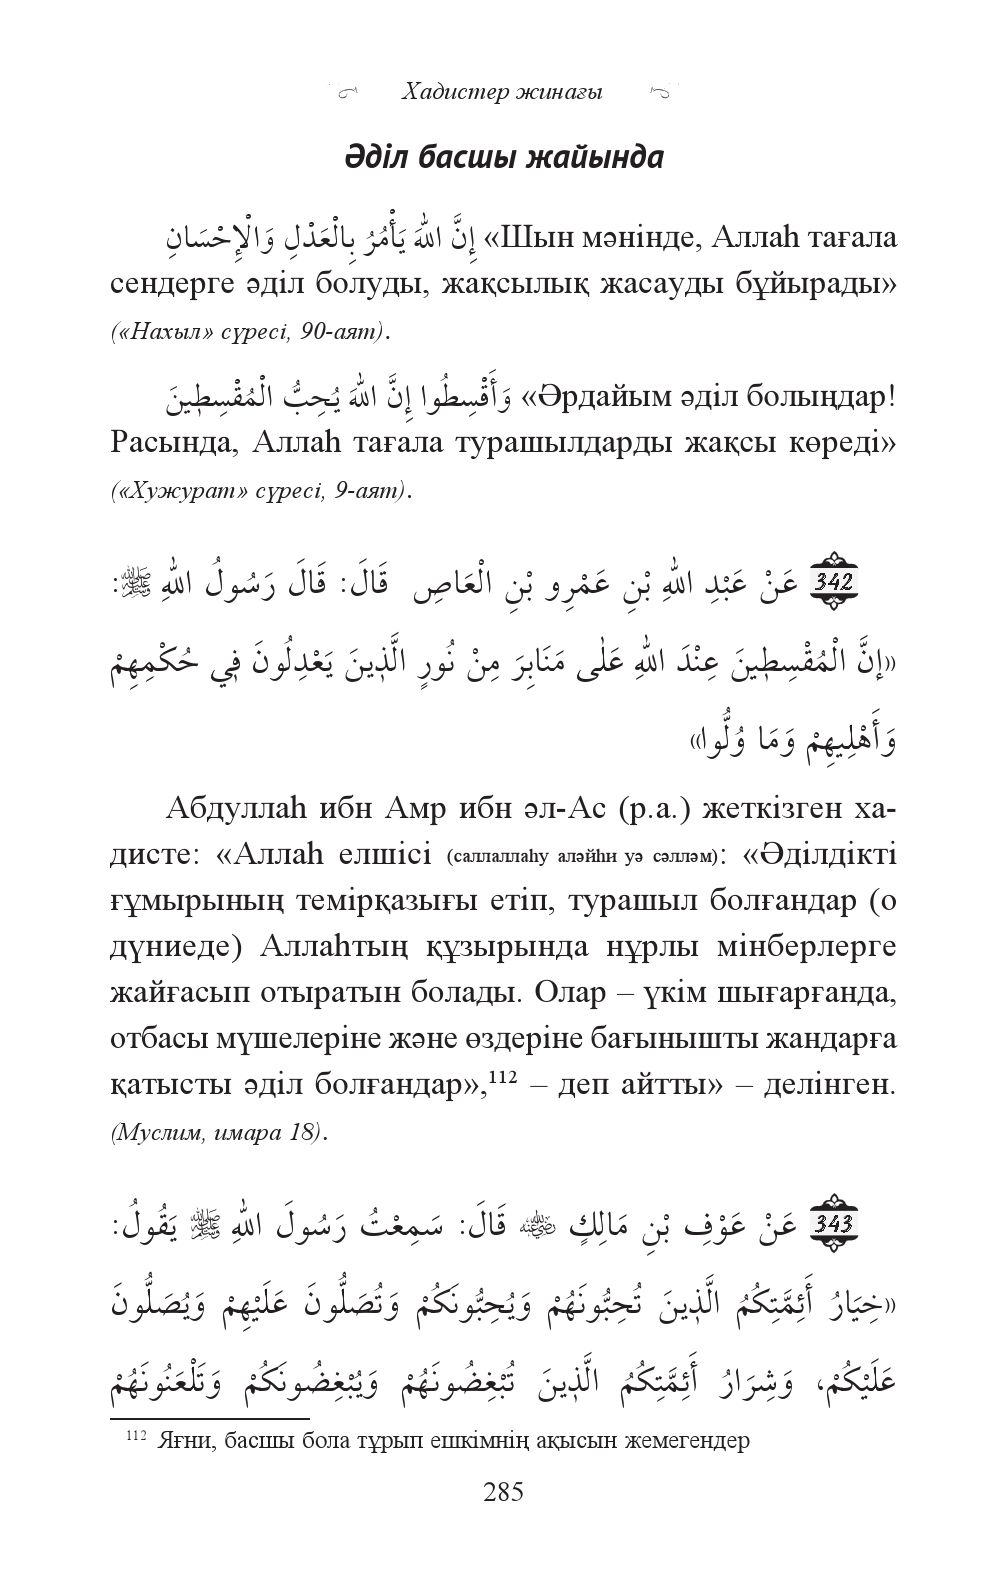 Хадистер жинағы
Әділ басшы жайында
إِنَّ اللهَ يَأْمُرُ بِالْعَدْلِ وَالْإِحْسَانِ «Шын мәнінде, Аллаһ тағала
сендерге әділ болуды, жақсылық жасауды бұйырады»
(«Нахыл» сүресі, 90-аят).
وَأَقْسِطُوا إِنَّ اللهَ يُحِبُّ الْمُقْسِطِينَ «Әрдайым әділ болыңдар!
Расында, Аллаһ тағала турашылдарды жақсы көреді»
(«Хужурат» сүресі, 9-аят).
342 عَنْ عَبْدِ اللهِ بْنِ عَمْرِو بْنِ الْعَاصِ قَالَ: قَالَ رَسُولُ اللهِ ﷺ:
«إنَّ الْمُقْسِطِينَ عِنْدَ اللهِ عَلٰى مَنَابِرَ مِنْ نُورٍ الَّذِينَ يَعْدِلُونَ فِي حُكْمِهِمْ
وَأَهْلِيهِمْ وَمَا وُلُّوا»
Абдуллаһ ибн Амр ибн әл-Ас (р.а.) жеткізген ха-
дисте: «Аллаһ елшісі (саллаллаһу аләйһи уә сәлләм): «Әділдікті
ғұмырының темірқазығы етіп, турашыл болғандар (о
дүниеде) Аллаһтың құзырында нұрлы мінберлерге
жайғасып отыратын болады. Олар – үкім шығарғанда,
отбасы мүшелеріне және өздеріне бағынышты жандарға
қатысты әділ болғандар»,¹¹² – деп айтты» – делінген.
(Муслим, имара 18).
343 عَنْ عَوْفِ بْنِ مَالِكٍ رضي الله عنه قَالَ: سَمِعْتُ رَسُولَ اللهِ ﷺ يَقُولُ:
«خِيَارُ أَئِمَّتِكُمُ الَّذِينَ تُحِبُّونَهُمْ وَيُحِبُّونَكُمْ وَتُصَلُّونَ عَلَيْهِمْ وَيُصَلُّونَ
عَلَيْكُمْ، وَشِرَارُ أَئِمَّتِكُمُ الَّذِينَ تُبْغِضُونَهُمْ وَيُبْغِضُونَكُمْ وَتَلْعَنُونَهُمْ
¹¹² Яғни, басшы бола тұрып ешкімнің ақысын жемегендер
285